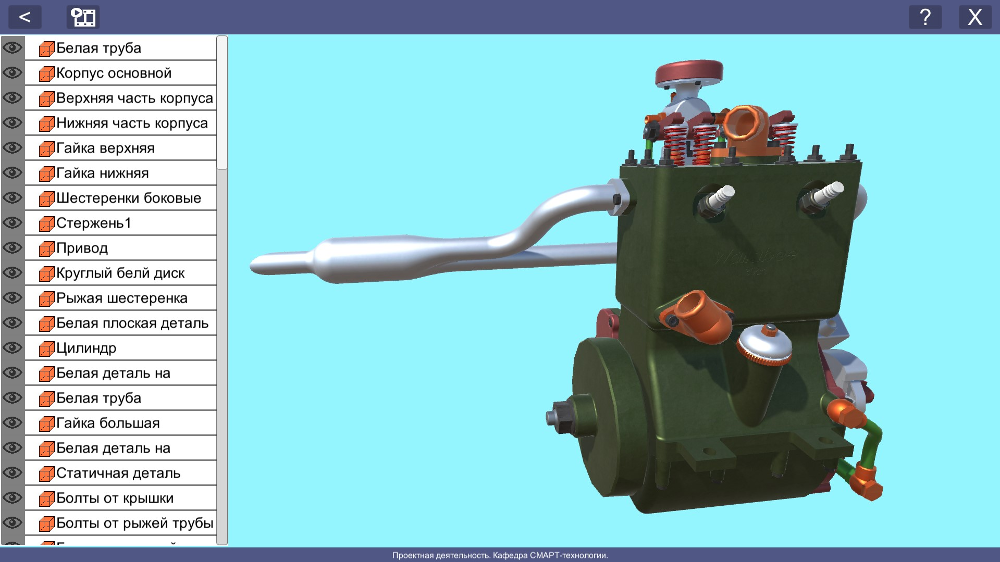 <
?
X
Белая труба
Корпус основной
Верхняя часть корпуса
Нижняя часть корпуса
Гайка верхняя
Гайка нижняя
Шестеренки боковые
Стержень1
Привод
Круглый белй диск
Рыжая шестеренка
Белая плоская деталь
Цилиндр
Белая деталь на
Белая труба
Гайка большая
Белая деталь на
Статичная деталь
Болты от крышки
Болты от рыжей трубы
Проектная деятельность. Кафедра СМАРТ-технологии.